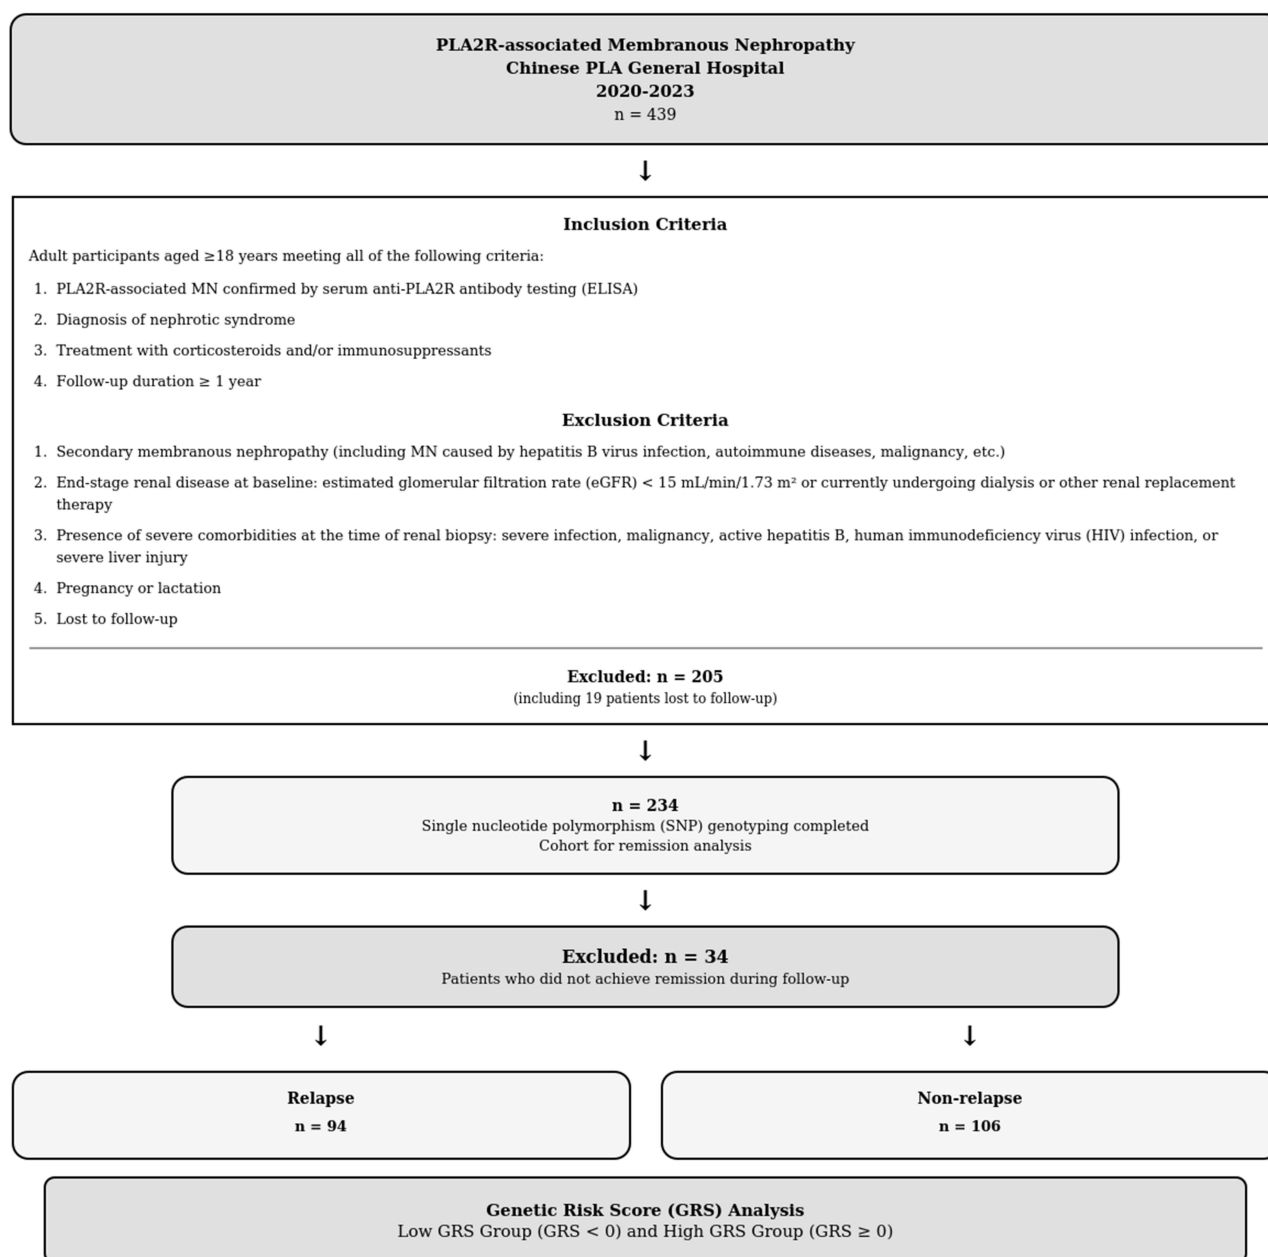 PLA2R-associated Membranous Nephropathy
Chinese PLA General Hospital
2020-2023
n = 439
↓
Inclusion Criteria
Adult participants aged ≥18 years meeting all of the following criteria:
1. PLA2R-associated MN confirmed by serum anti-PLA2R antibody testing (ELISA)
2. Diagnosis of nephrotic syndrome
3. Treatment with corticosteroids and/or immunosuppressants
4. Follow-up duration ≥ 1 year
Exclusion Criteria
1. Secondary membranous nephropathy (including MN caused by hepatitis B virus infection, autoimmune diseases, malignancy, etc.)
2. End-stage renal disease at baseline: estimated glomerular filtration rate (eGFR) < 15 mL/min/1.73 m² or currently undergoing dialysis or other renal replacement
therapy
3. Presence of severe comorbidities at the time of renal biopsy: severe infection, malignancy, active hepatitis B, human immunodeficiency virus (HIV) infection, or
severe liver injury
4. Pregnancy or lactation
5. Lost to follow-up
Excluded: n = 205
(including 19 patients lost to follow-up)
↓
n = 234
Single nucleotide polymorphism (SNP) genotyping completed
Cohort for remission analysis
↓
Excluded: n = 34
Patients who did not achieve remission during follow-up
↓ ↓
Relapse
n = 94
Non-relapse
n = 106
Genetic Risk Score (GRS) Analysis
Low GRS Group (GRS < 0) and High GRS Group (GRS ≥ 0)